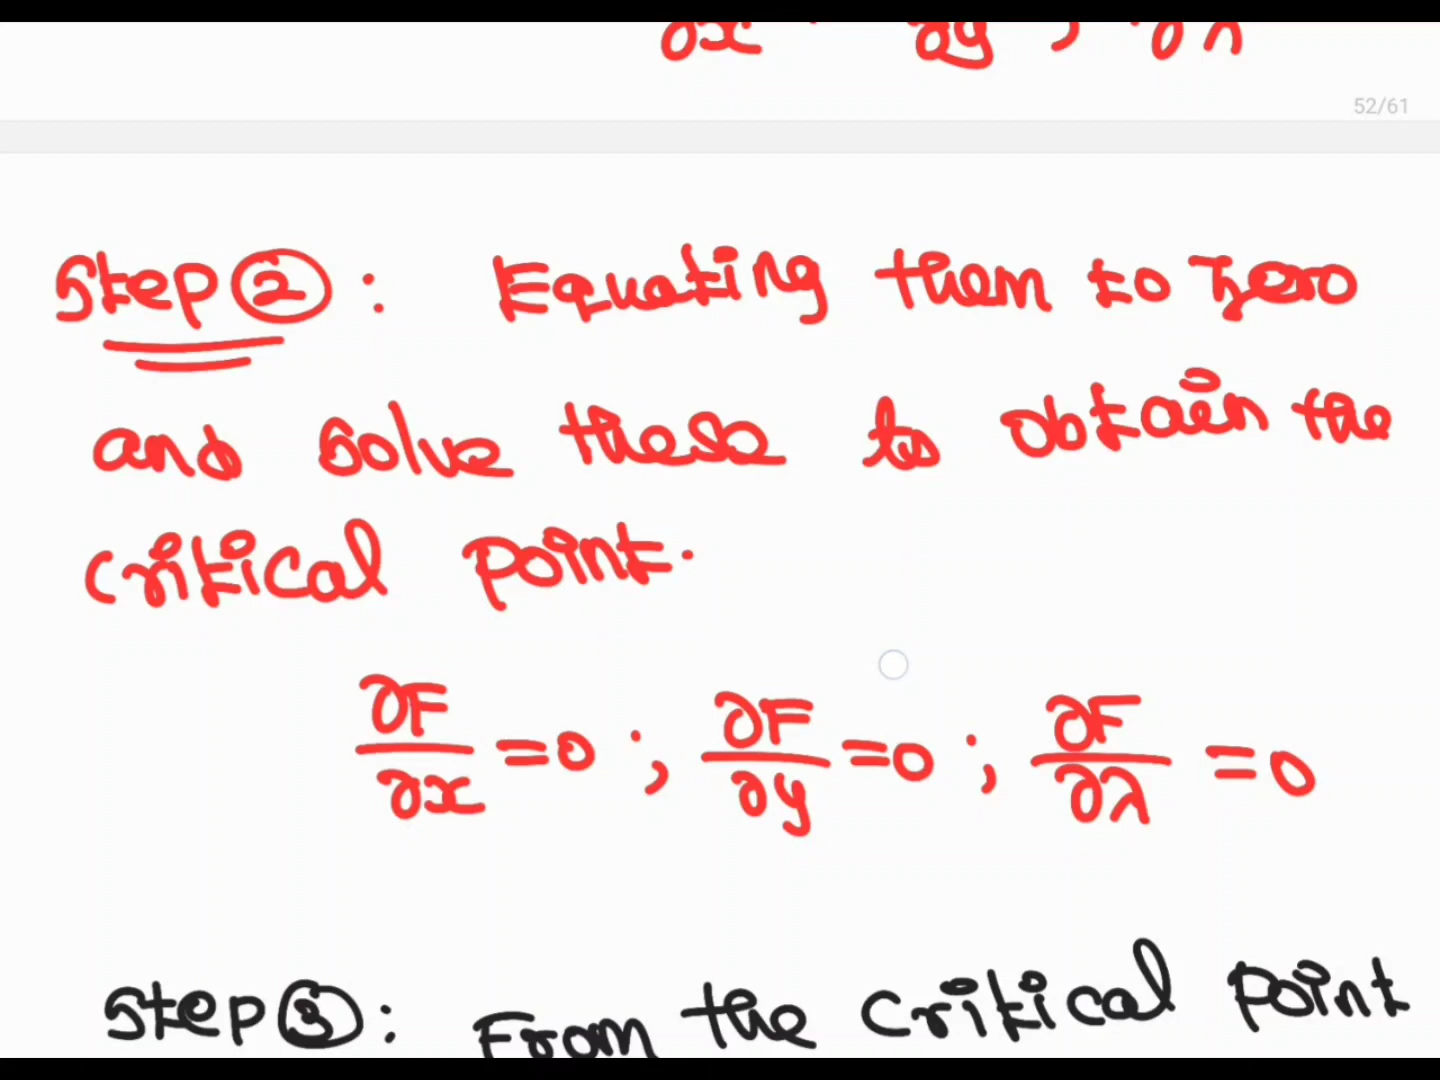 ∂x ∂y ; ∂λ
52/61
Step ② : Equating them to zero
and solve these to obtain the
critical point.
∂F/∂x = 0 ; ∂F/∂y = 0 ; ∂F/∂λ = 0
Step ③ : From the critical point